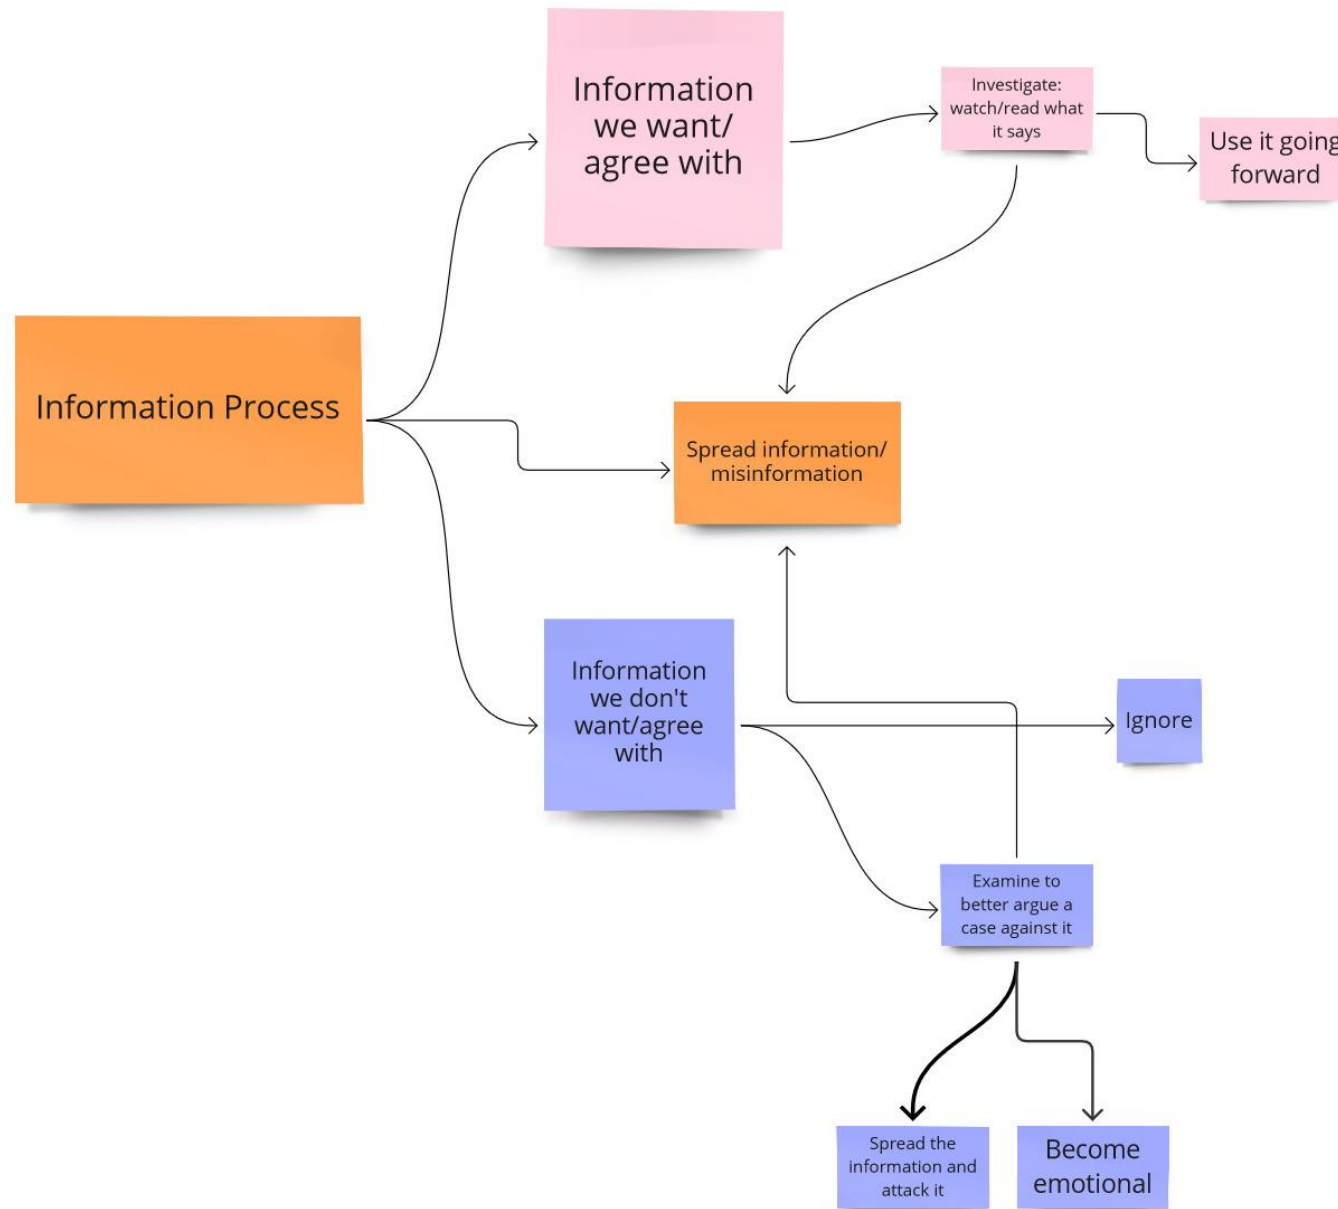 Information
we want/
agree with
Investigate:
watch/read what
it says
Use it going
forward
Information Process
Spread information/
misinformation
Information
we don't
want/agree
with
Ignore
Examine to
better argue a
case against it
Spread the
information and
attack it
Become
emotional